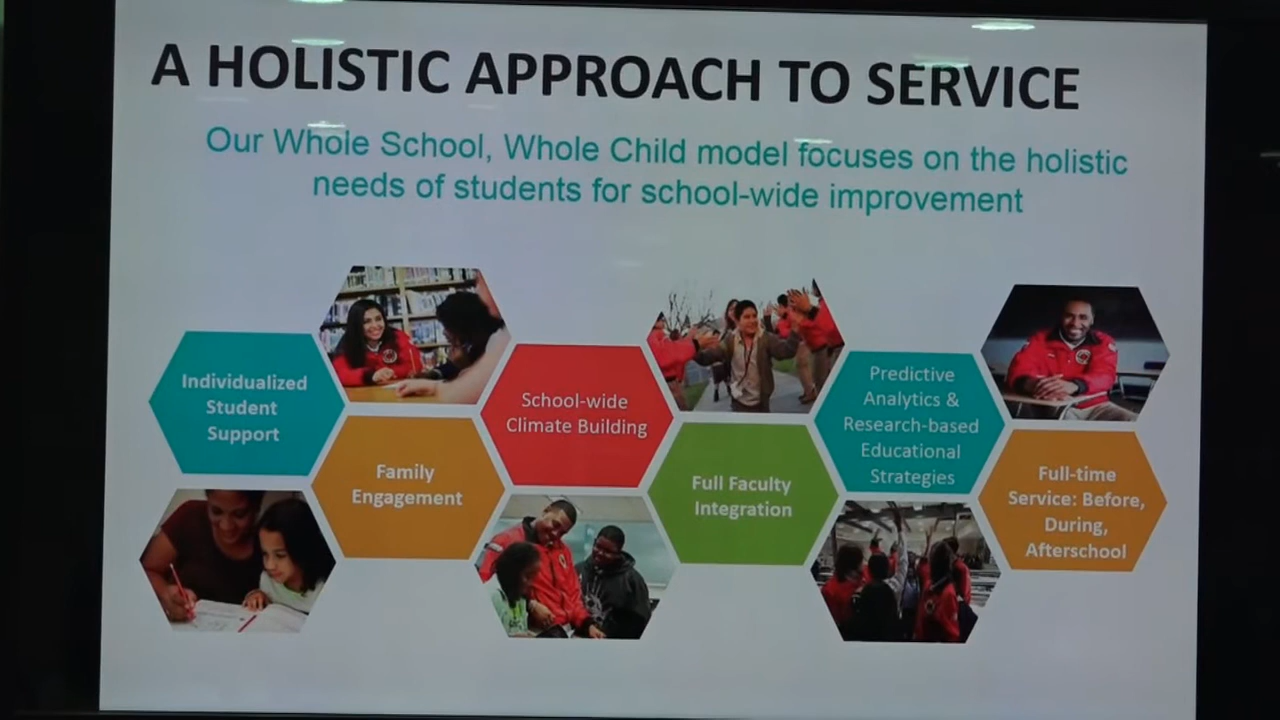 A HOLISTIC APPROACH TO SERVICE
Our Whole School, Whole Child model focuses on the holistic
needs of students for school-wide improvement
Individualized
Student
Support
Family
Engagement
School-wide
Climate Building
Full Faculty
Integration
Predictive
Analytics &
Research-based
Educational
Strategies
Full-time
Service: Before,
During,
Afterschool